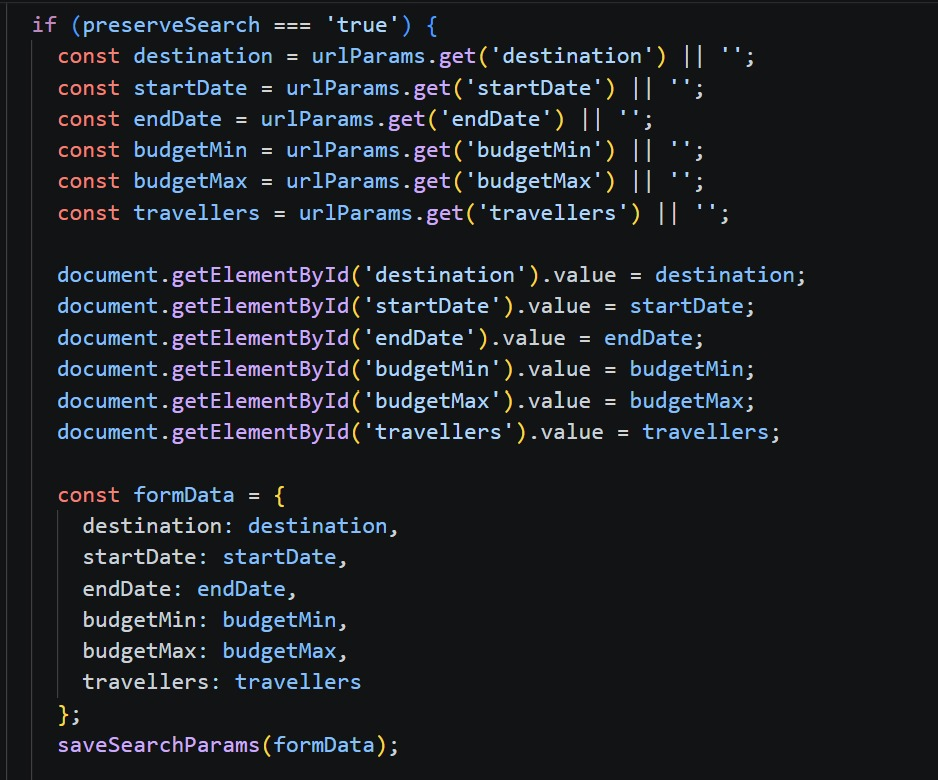 if (preserveSearch === 'true') {
const destination = urlParams.get('destination') || '';
const startDate = urlParams.get('startDate') || '';
const endDate = urlParams.get('endDate') || '';
const budgetMin = urlParams.get('budgetMin') || '';
const budgetMax = urlParams.get('budgetMax') || '';
const travellers = urlParams.get('travellers') || '';
document.getElementById('destination').value = destination;
document.getElementById('startDate').value = startDate;
document.getElementById('endDate').value = endDate;
document.getElementById('budgetMin').value = budgetMin;
document.getElementById('budgetMax').value = budgetMax;
document.getElementById('travellers').value = travellers;
const formData = {
destination: destination,
startDate: startDate,
endDate: endDate,
budgetMin: budgetMin,
budgetMax: budgetMax,
travellers: travellers
};
saveSearchParams(formData);